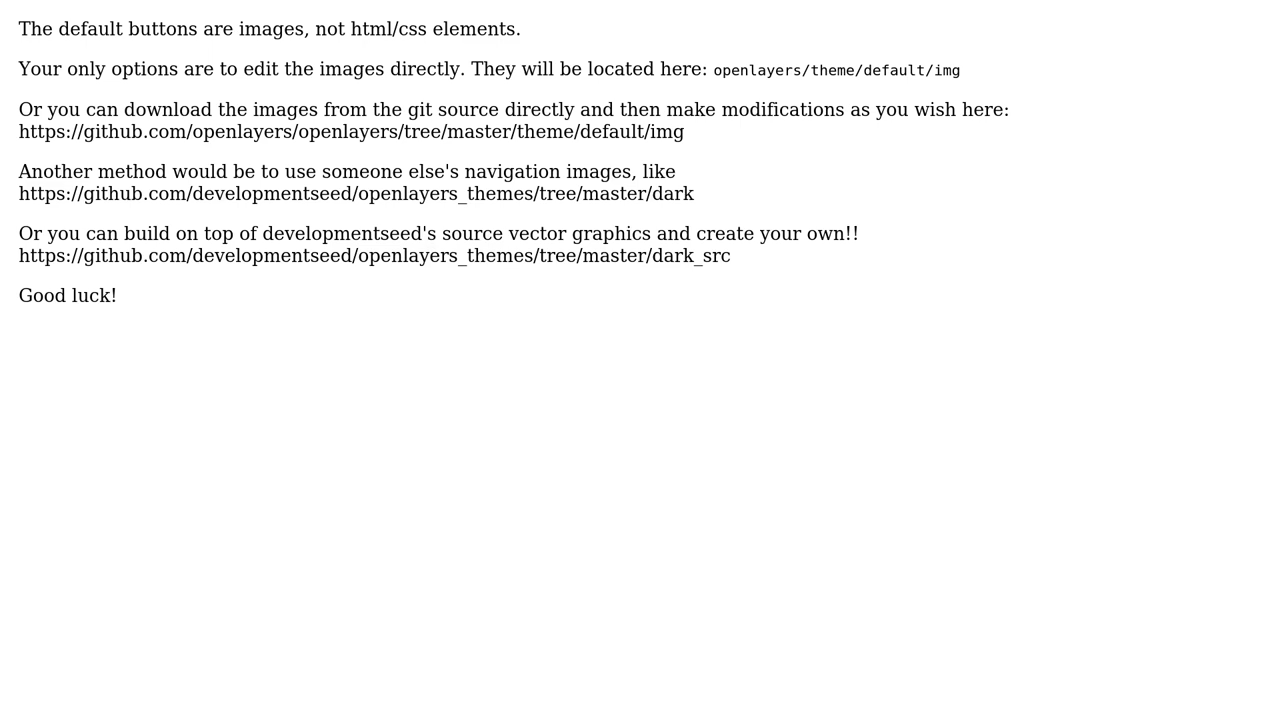 The default buttons are images, not html/css elements.
Your only options are to edit the images directly. They will be located here: openlayers/theme/default/img
Or you can download the images from the git source directly and then make modifications as you wish here:
https://github.com/openlayers/openlayers/tree/master/theme/default/img
Another method would be to use someone else's navigation images, like
https://github.com/developmentseed/openlayers_themes/tree/master/dark
Or you can build on top of developmentseed's source vector graphics and create your own!!
https://github.com/developmentseed/openlayers_themes/tree/master/dark_src
Good luck!